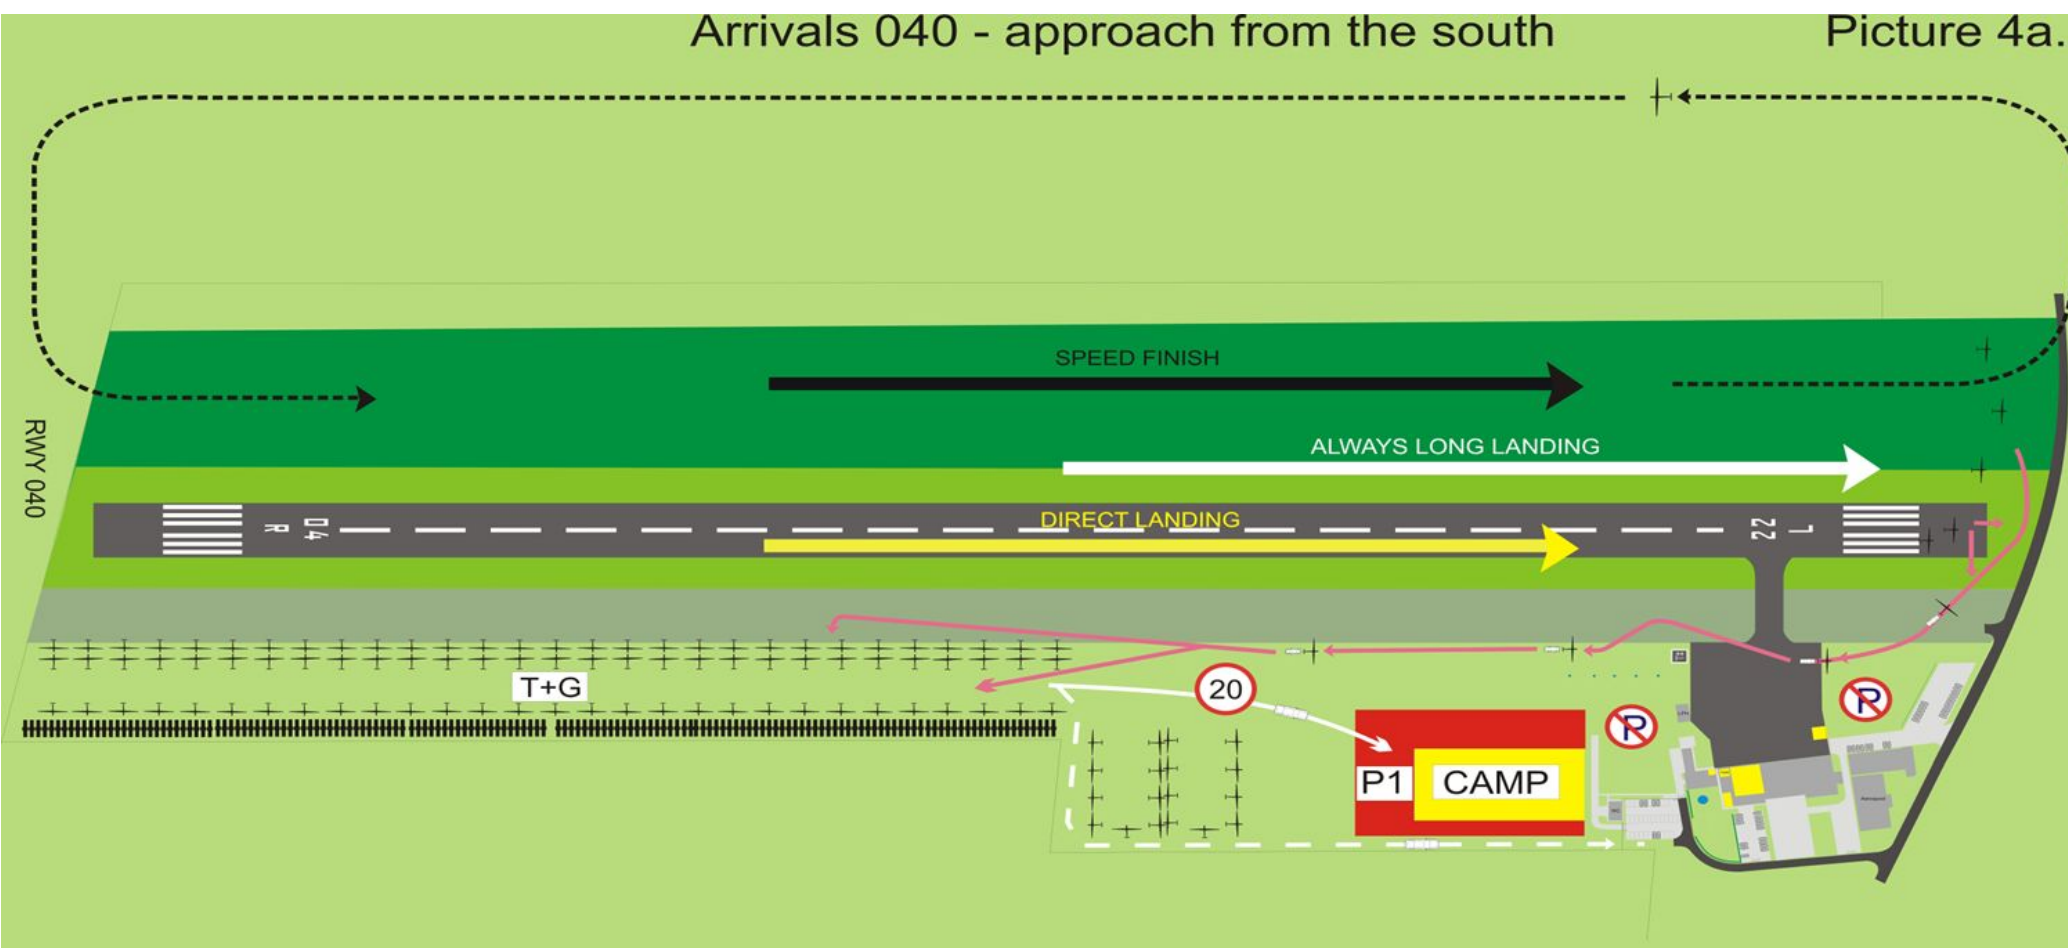 Arrivals 040 - approach from the south
Picture 4a.
SPEED FINISH
ALWAYS LONG LANDING
RWY 040
R
04
DIRECT LANDING
22
L
T+G
20
P
P
P1
CAMP